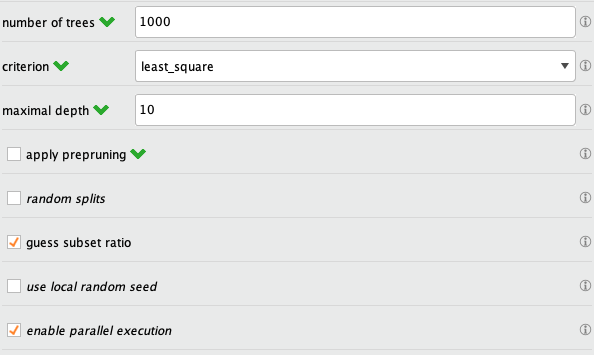 number of trees 1000
criterion least_square
maximal depth 10
apply prepruning
random splits
guess subset ratio
use local random seed
enable parallel execution